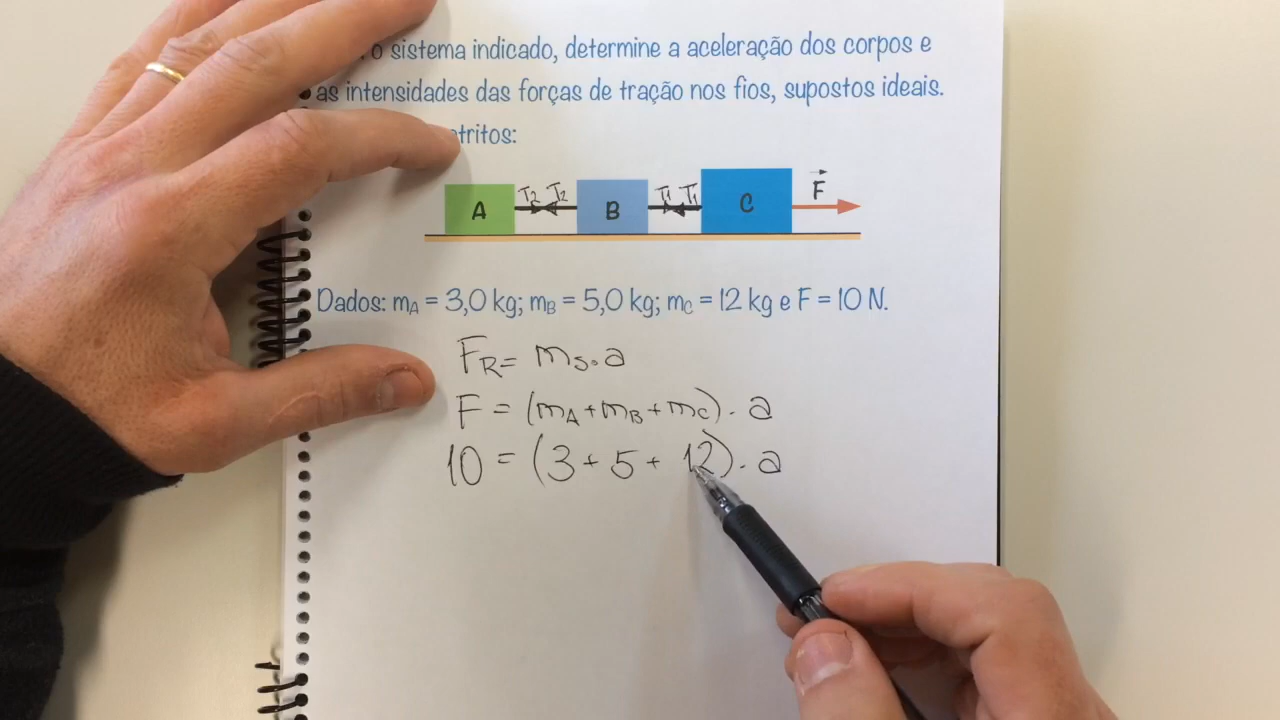 o sistema indicado, determine a aceleração dos corpos e
as intensidades das forças de tração nos fios, supostos ideais.
tritos:
A T2 T2 B T1 T1 C F
Dados: mA = 3,0 kg; mB = 5,0 kg; mC = 12 kg e F = 10 N.
FR = mS.a
F = (mA + mB + mC) . a
10 = (3 + 5 + 12) . a